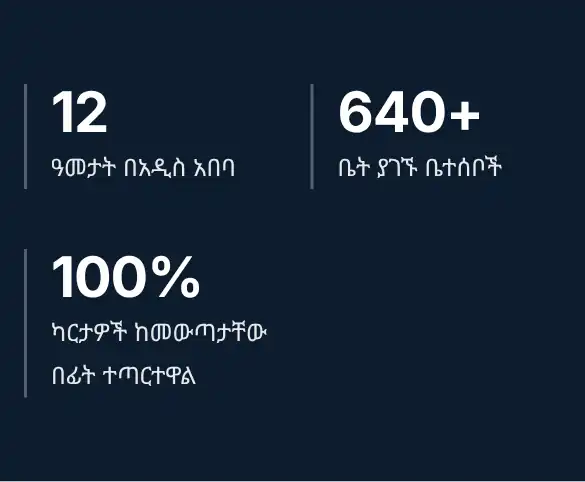 12
ዓመታት በአዲስ አበባ
640+
ቤት ያገኙ ቤተሰቦች
100%
ካርታዎች ከመውጣታቸው
በፊት ተጣርተዋል